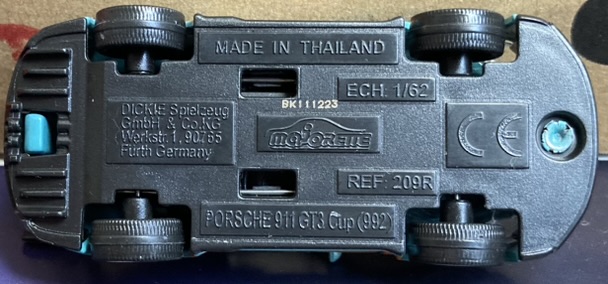 MADE IN THAILAND
ECH. 1/62
BK111223
DICKIE Spielzeug
GmbH & Co.KG
Werkstr. 1, 90765
Fürth Germany
majorette
CE
REF: 209R
PORSCHE 911 GT3 Cup (992)